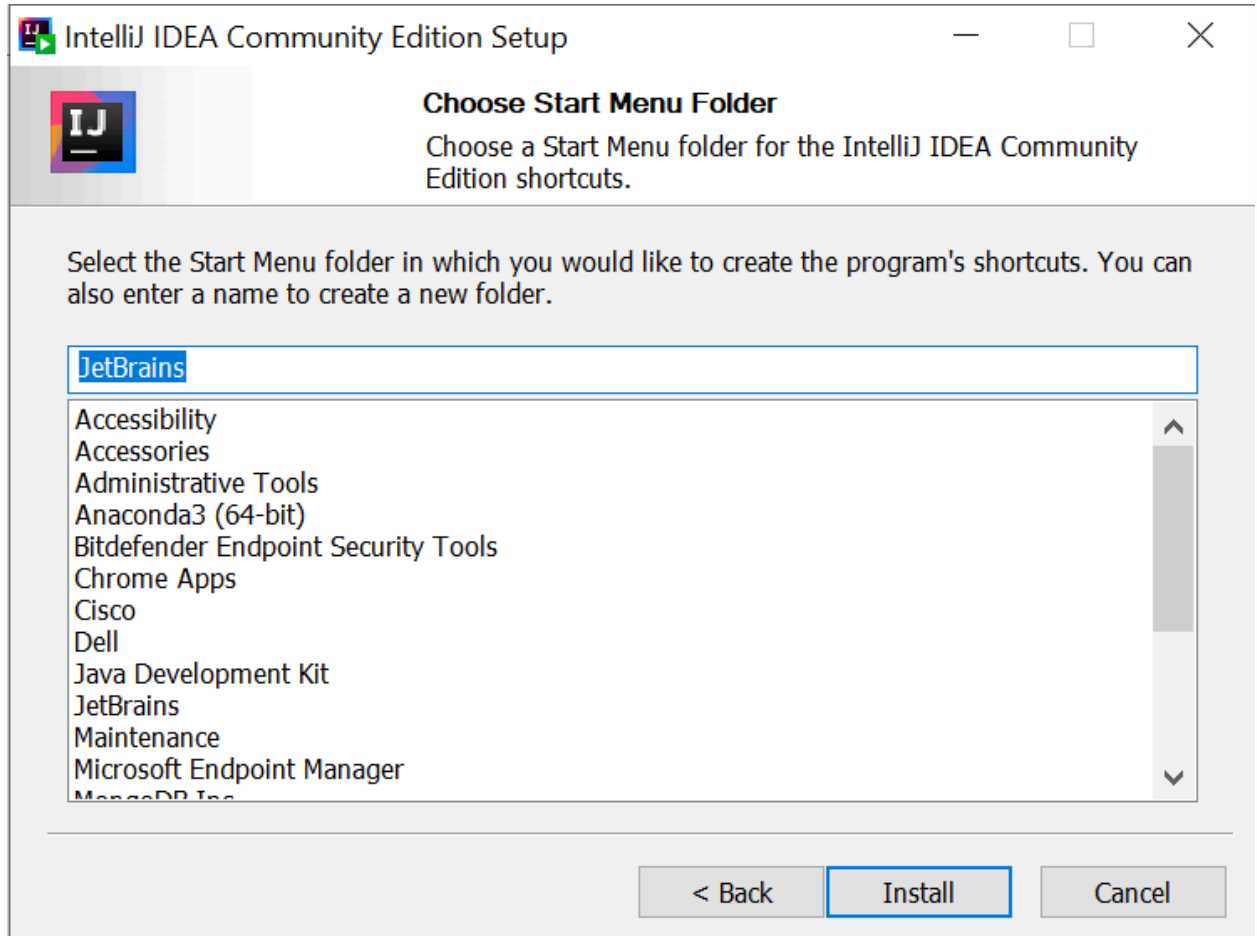 IntelliJ IDEA Community Edition Setup
IJ
Choose Start Menu Folder
Choose a Start Menu folder for the IntelliJ IDEA Community
Edition shortcuts.
Select the Start Menu folder in which you would like to create the program's shortcuts. You can
also enter a name to create a new folder.
JetBrains
Accessibility
Accessories
Administrative Tools
Anaconda3 (64-bit)
Bitdefender Endpoint Security Tools
Chrome Apps
Cisco
Dell
Java Development Kit
JetBrains
Maintenance
Microsoft Endpoint Manager
MongoDB Inc
< Back
Install
Cancel